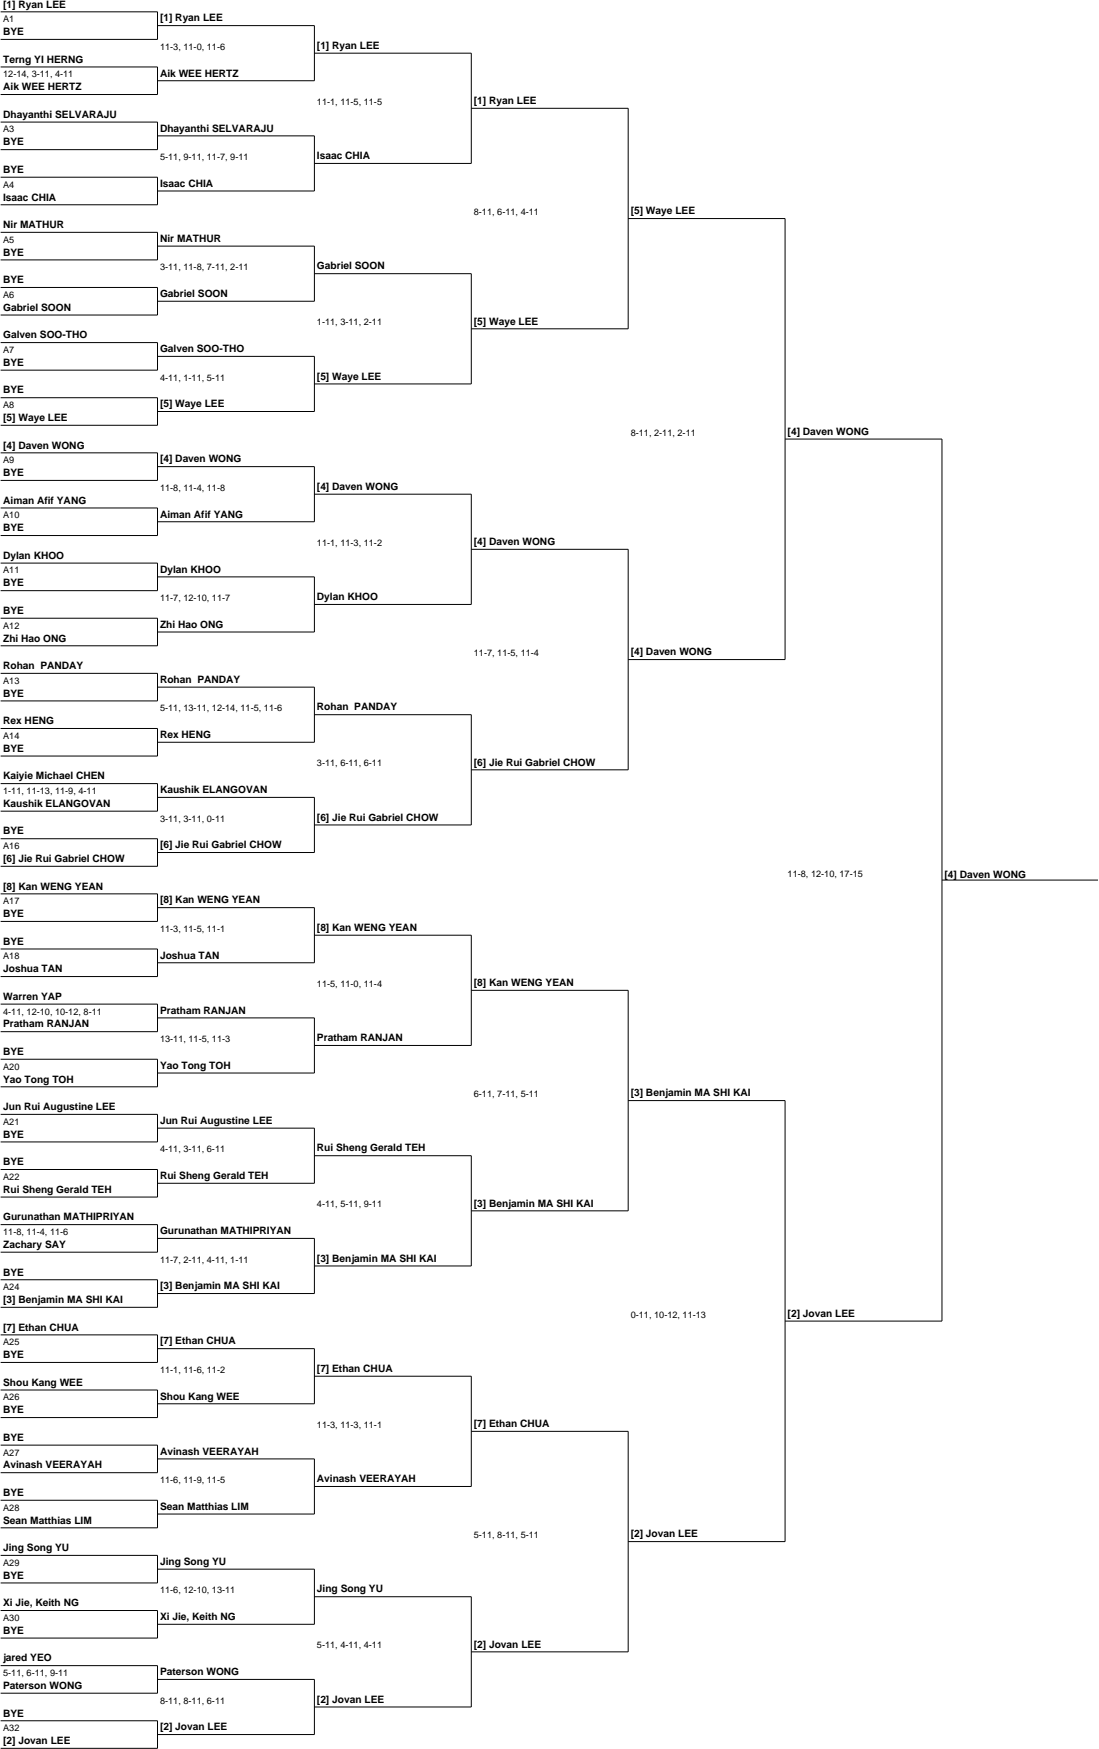 [1] Ryan LEE
A1
BYE
[1] Ryan LEE
11-3, 11-0, 11-6
[1] Ryan LEE
Terng YI HERNG
12-14, 3-11, 4-11
Aik WEE HERTZ
Aik WEE HERTZ
11-1, 11-5, 11-5
[1] Ryan LEE
Dhayanthi SELVARAJU
A3
BYE
Dhayanthi SELVARAJU
5-11, 9-11, 11-7, 9-11
Isaac CHIA
BYE
A4
Isaac CHIA
Isaac CHIA
8-11, 6-11, 4-11
[5] Waye LEE
Nir MATHUR
A5
BYE
Nir MATHUR
3-11, 11-8, 7-11, 2-11
Gabriel SOON
BYE
A6
Gabriel SOON
Gabriel SOON
1-11, 3-11, 2-11
[5] Waye LEE
Galven SOO-THO
A7
BYE
Galven SOO-THO
4-11, 1-11, 5-11
[5] Waye LEE
BYE
A8
[5] Waye LEE
[5] Waye LEE
8-11, 2-11, 2-11
[4] Daven WONG
[4] Daven WONG
A9
BYE
[4] Daven WONG
11-8, 11-4, 11-8
[4] Daven WONG
Aiman Afif YANG
A10
BYE
Aiman Afif YANG
11-1, 11-3, 11-2
[4] Daven WONG
Dylan KHOO
A11
BYE
Dylan KHOO
11-7, 12-10, 11-7
Dylan KHOO
BYE
A12
Zhi Hao ONG
Zhi Hao ONG
11-7, 11-5, 11-4
[4] Daven WONG
Rohan  PANDAY
A13
BYE
Rohan  PANDAY
5-11, 13-11, 12-14, 11-5, 11-6
Rohan  PANDAY
Rex HENG
A14
BYE
Rex HENG
3-11, 6-11, 6-11
[6] Jie Rui Gabriel CHOW
Kaiyie Michael CHEN
1-11, 11-13, 11-9, 4-11
Kaushik ELANGOVAN
Kaushik ELANGOVAN
3-11, 3-11, 0-11
[6] Jie Rui Gabriel CHOW
BYE
A16
[6] Jie Rui Gabriel CHOW
[6] Jie Rui Gabriel CHOW
11-8, 12-10, 17-15
[4] Daven WONG
[8] Kan WENG YEAN
A17
BYE
[8] Kan WENG YEAN
11-3, 11-5, 11-1
[8] Kan WENG YEAN
BYE
A18
Joshua TAN
Joshua TAN
11-5, 11-0, 11-4
[8] Kan WENG YEAN
Warren YAP
4-11, 12-10, 10-12, 8-11
Pratham RANJAN
Pratham RANJAN
13-11, 11-5, 11-3
Pratham RANJAN
BYE
A20
Yao Tong TOH
Yao Tong TOH
6-11, 7-11, 5-11
[3] Benjamin MA SHI KAI
Jun Rui Augustine LEE
A21
BYE
Jun Rui Augustine LEE
4-11, 3-11, 6-11
Rui Sheng Gerald TEH
BYE
A22
Rui Sheng Gerald TEH
Rui Sheng Gerald TEH
4-11, 5-11, 9-11
[3] Benjamin MA SHI KAI
Gurunathan MATHIPRIYAN
11-8, 11-4, 11-6
Zachary SAY
Gurunathan MATHIPRIYAN
11-7, 2-11, 4-11, 1-11
[3] Benjamin MA SHI KAI
BYE
A24
[3] Benjamin MA SHI KAI
[3] Benjamin MA SHI KAI
0-11, 10-12, 11-13
[2] Jovan LEE
[7] Ethan CHUA
A25
BYE
[7] Ethan CHUA
11-1, 11-6, 11-2
[7] Ethan CHUA
Shou Kang WEE
A26
BYE
Shou Kang WEE
11-3, 11-3, 11-1
[7] Ethan CHUA
BYE
A27
Avinash VEERAYAH
Avinash VEERAYAH
11-6, 11-9, 11-5
Avinash VEERAYAH
BYE
A28
Sean Matthias LIM
Sean Matthias LIM
5-11, 8-11, 5-11
[2] Jovan LEE
Jing Song YU
A29
BYE
Jing Song YU
11-6, 12-10, 13-11
Jing Song YU
Xi Jie, Keith NG
A30
BYE
Xi Jie, Keith NG
5-11, 4-11, 4-11
[2] Jovan LEE
jared YEO
5-11, 6-11, 9-11
Paterson WONG
Paterson WONG
8-11, 8-11, 6-11
[2] Jovan LEE
BYE
A32
[2] Jovan LEE
[2] Jovan LEE